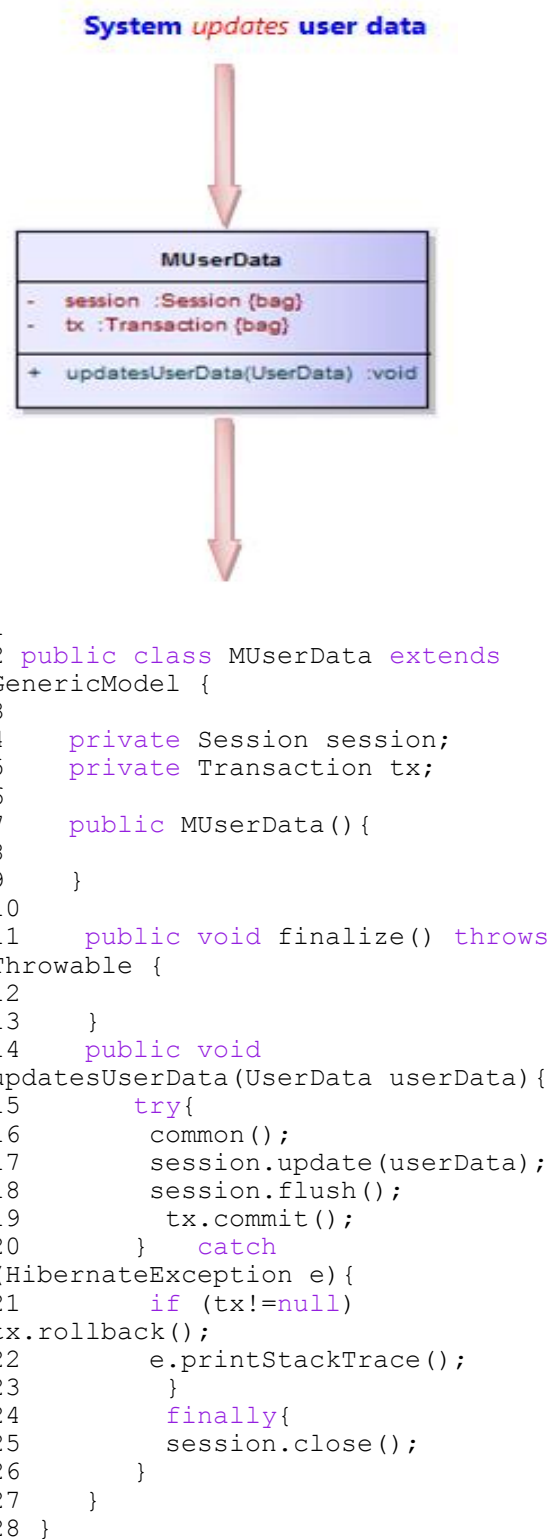 System updates user data
MUserData
- session :Session {bag}
- tx :Transaction {bag}
+ updatesUserData(UserData) :void
1
2 public class MUserData extends
GenericModel {
3
4 private Session session;
5 private Transaction tx;
6
7 public MUserData(){
8
9 }
10
11 public void finalize() throws
Throwable {
12
13 }
14 public void
updatesUserData(UserData userData){
15 try{
16 common();
17 session.update(userData);
18 session.flush();
19 tx.commit();
20 } catch
(HibernateException e){
21 if (tx!=null)
tx.rollback();
22 e.printStackTrace();
23 }
24 finally{
25 session.close();
26 }
27 }
28 }